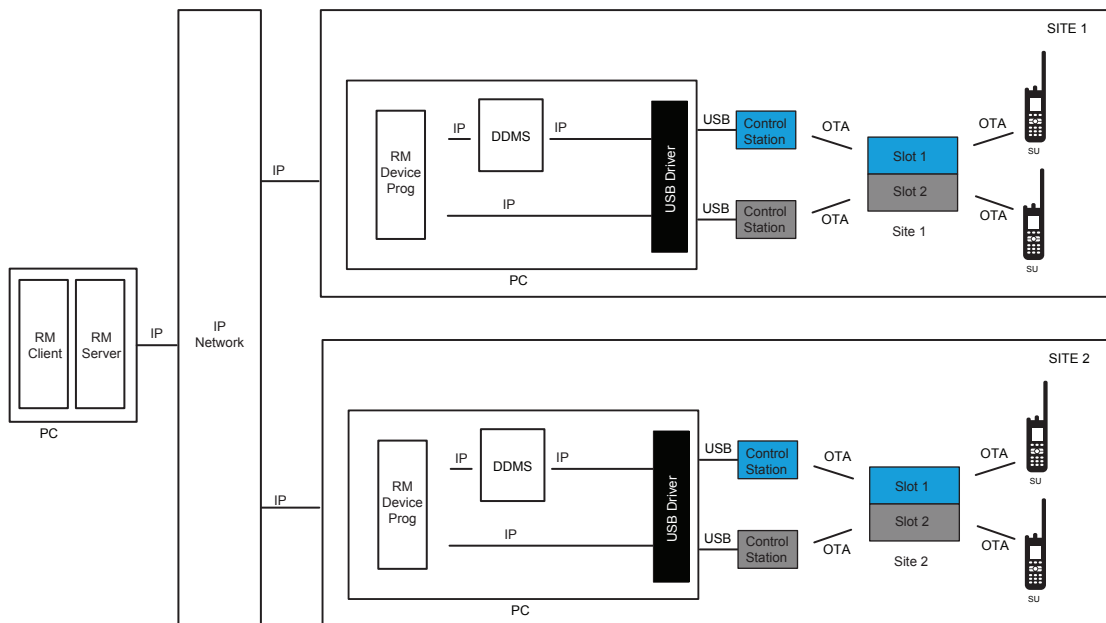 SITE 1
RM
Device
Prog
IP
DDMS
IP
IP
USB Driver
PC
USB
Control
Station
USB
Control
Station
OTA
OTA
Slot 1
Slot 2
Site 1
OTA
OTA
SU
SU
IP
RM
Client
RM
Server
PC
IP
IP
Network
IP
SITE 2
RM
Device
Prog
IP
DDMS
IP
IP
USB Driver
PC
USB
Control
Station
USB
Control
Station
OTA
OTA
Slot 1
Slot 2
Site 2
OTA
OTA
SU
SU